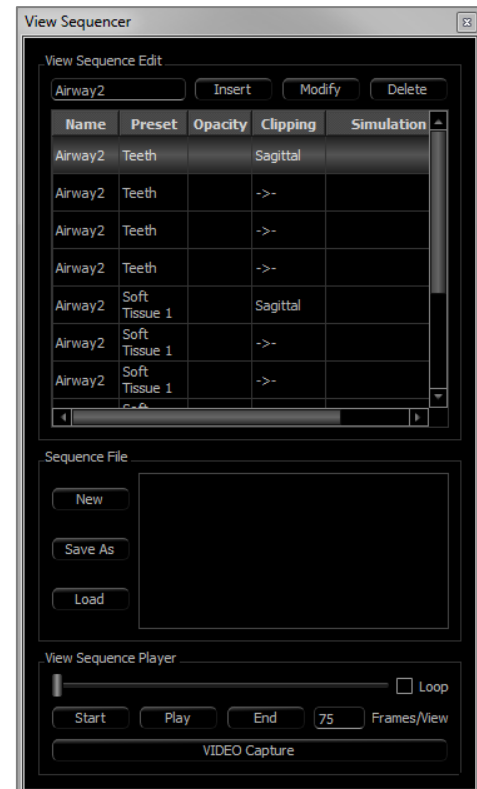 View Sequencer
View Sequence Edit
Airway2 Insert Modify Delete
Name Preset Opacity Clipping Simulation
Airway2 Teeth Sagittal
Airway2 Teeth ->-
Airway2 Teeth ->-
Airway2 Teeth ->-
Airway2 Soft Tissue 1 Sagittal
Airway2 Soft Tissue 1 ->-
Airway2 Soft Tissue 1 ->-
Sequence File
New
Save As
Load
View Sequence Player
Loop
Start Play End 75 Frames/View
VIDEO Capture